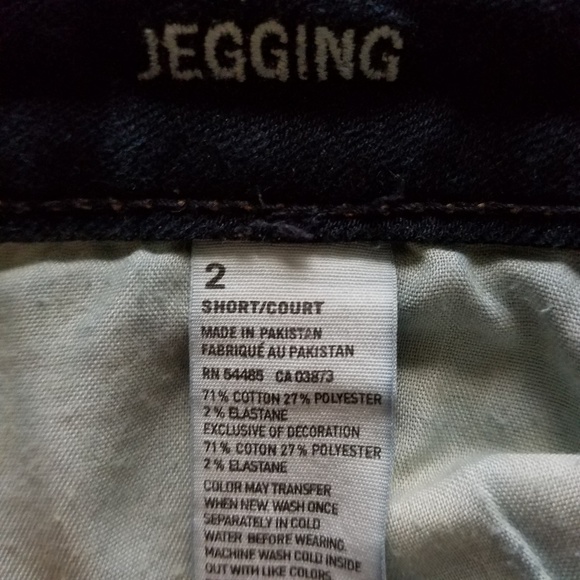 JEGGING
2
SHORT/COURT
MADE IN PAKISTAN
FABRIQUÉ AU PAKISTAN
RN 54485 CA 03873
71% COTTON 27% POLYESTER
2% ELASTANE
EXCLUSIVE OF DECORATION
71% COTON 27% POLYESTER
2% ELASTANE
COLOR MAY TRANSFER
WHEN NEW. WASH ONCE
SEPARATELY IN COLD
WATER BEFORE WEARING.
MACHINE WASH COLD INSIDE
OUT WITH LIKE COLORS